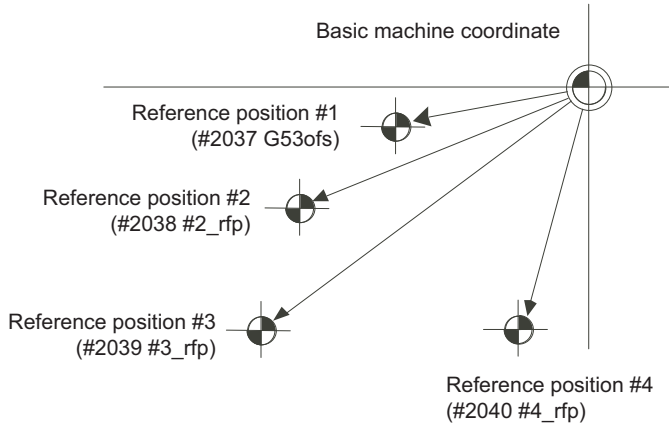 Basic machine coordinate
Reference position #1
(#2037 G53ofs)
Reference position #2
(#2038 #2_rfp)
Reference position #3
(#2039 #3_rfp)
Reference position #4
(#2040 #4_rfp)